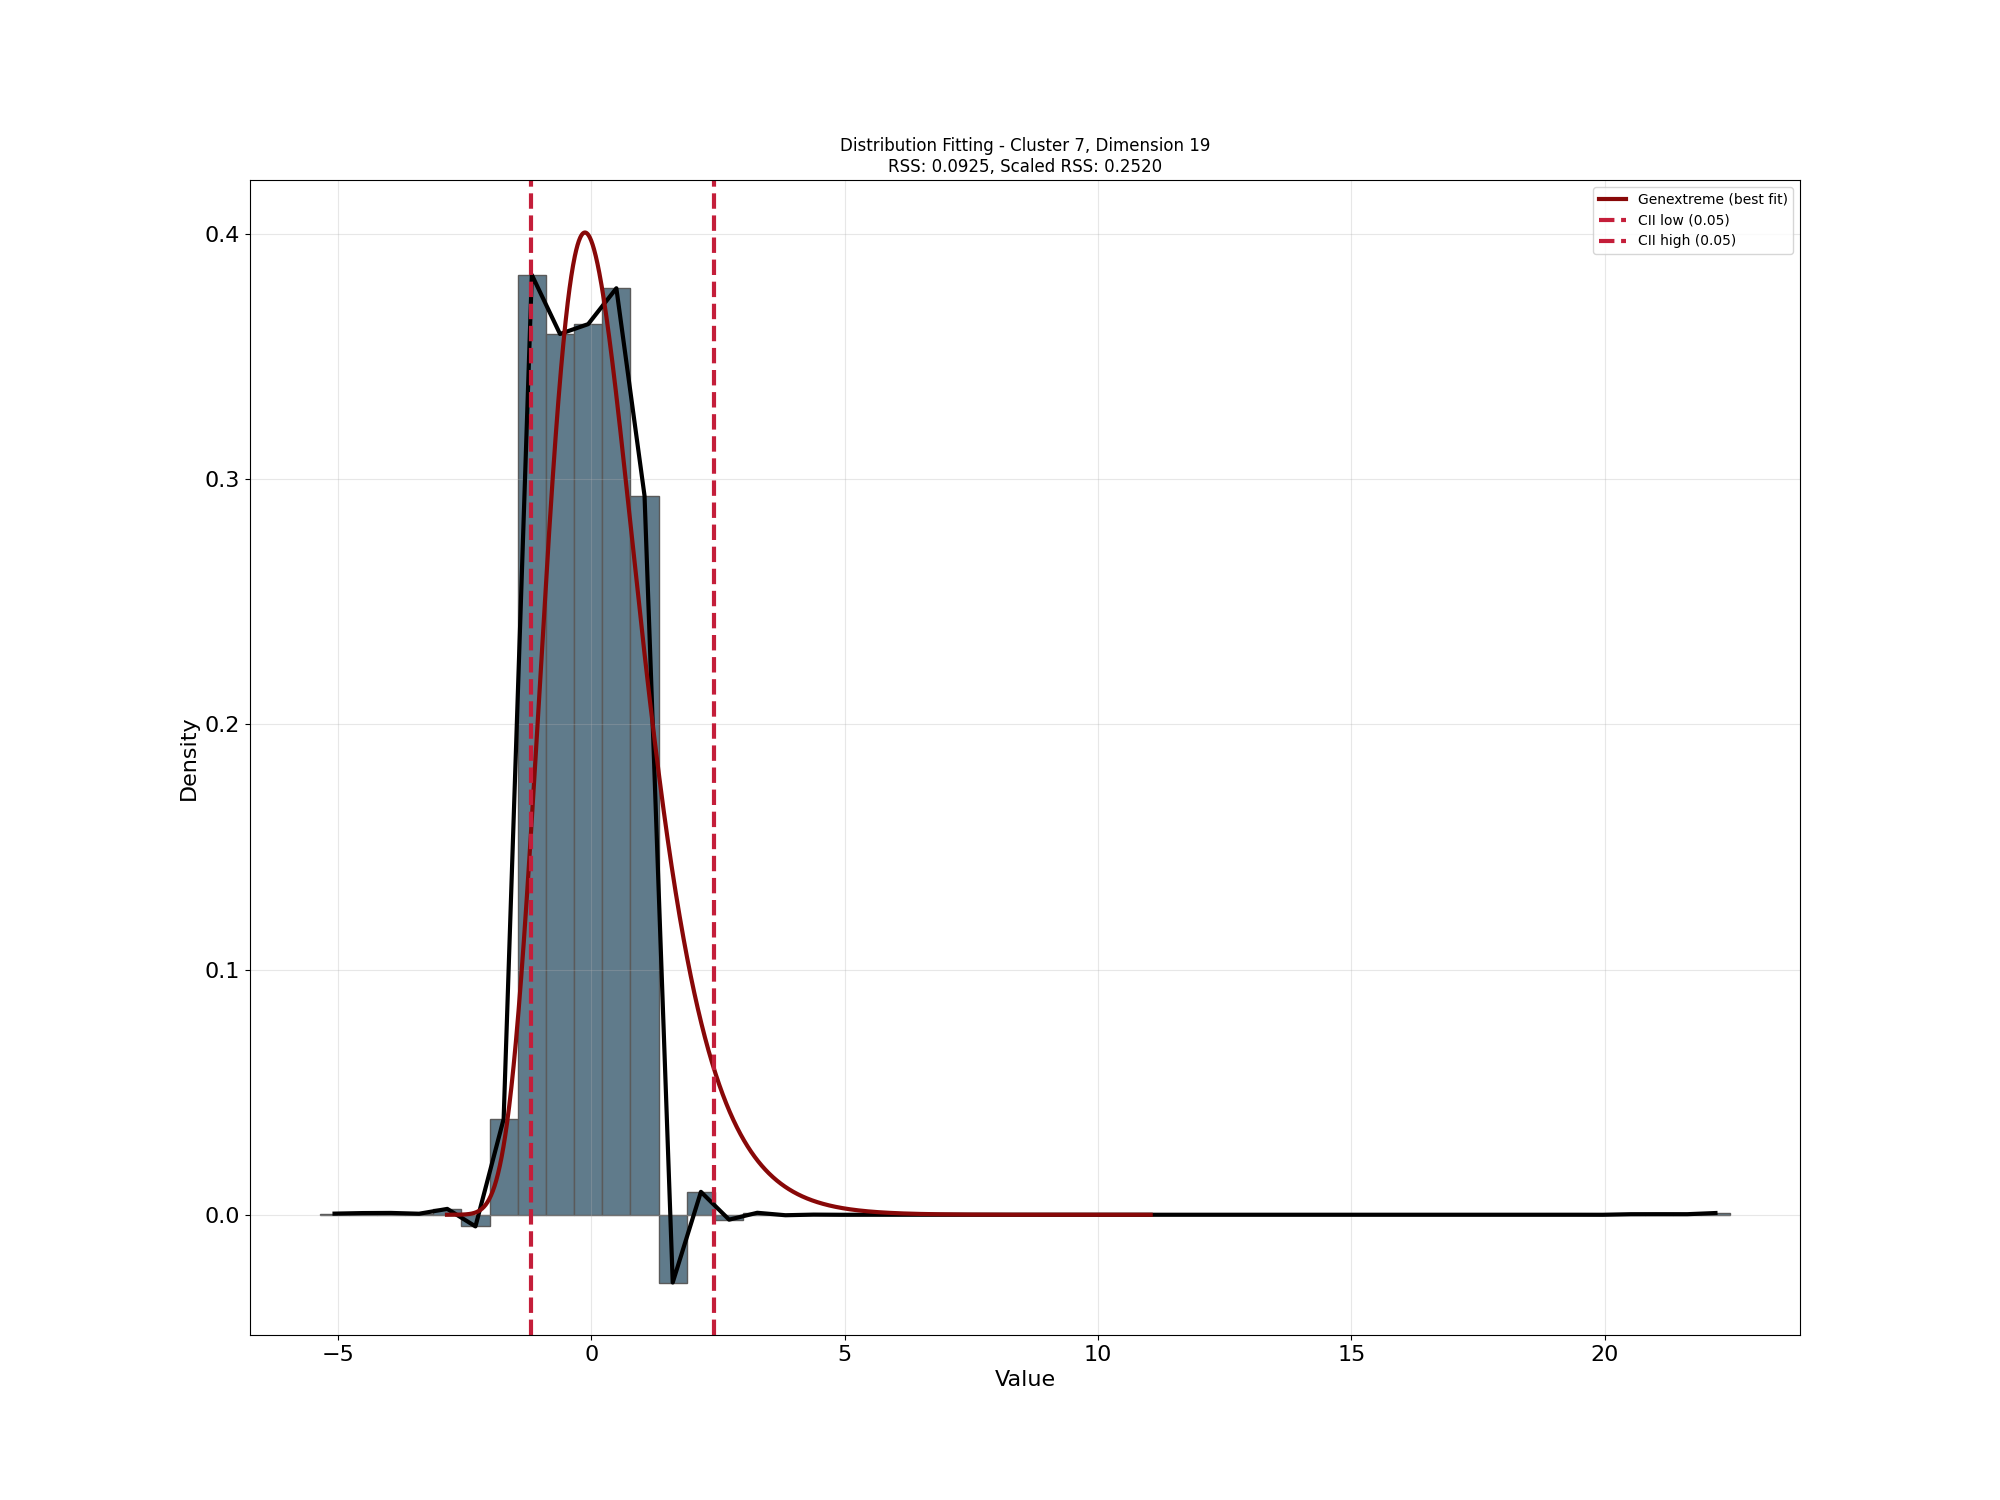 Distribution Fitting - Cluster 7, Dimension 19
RSS: 0.0925, Scaled RSS: 0.2520
Genextreme (best fit)
CII low (0.05)
CII high (0.05)
0.4
0.3
0.2
0.1
0.0
Density
−5
0
5
10
15
20
Value